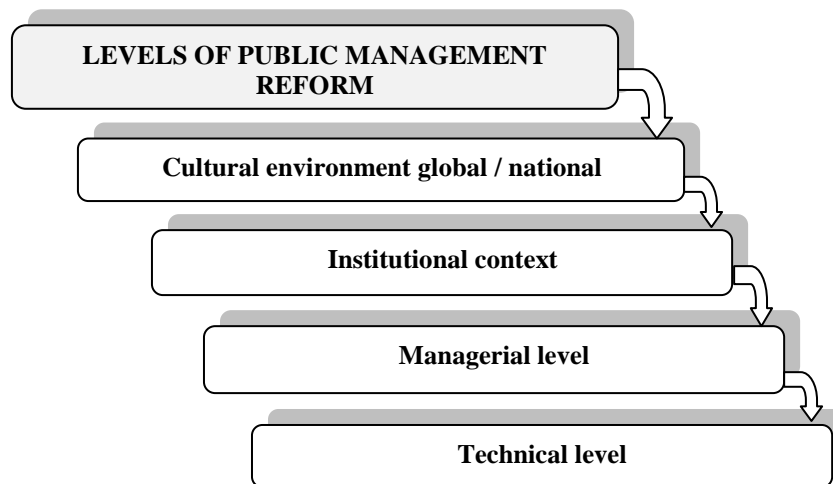 LEVELS OF PUBLIC MANAGEMENT
REFORM
Cultural environment global / national
Institutional context
Managerial level
Technical level